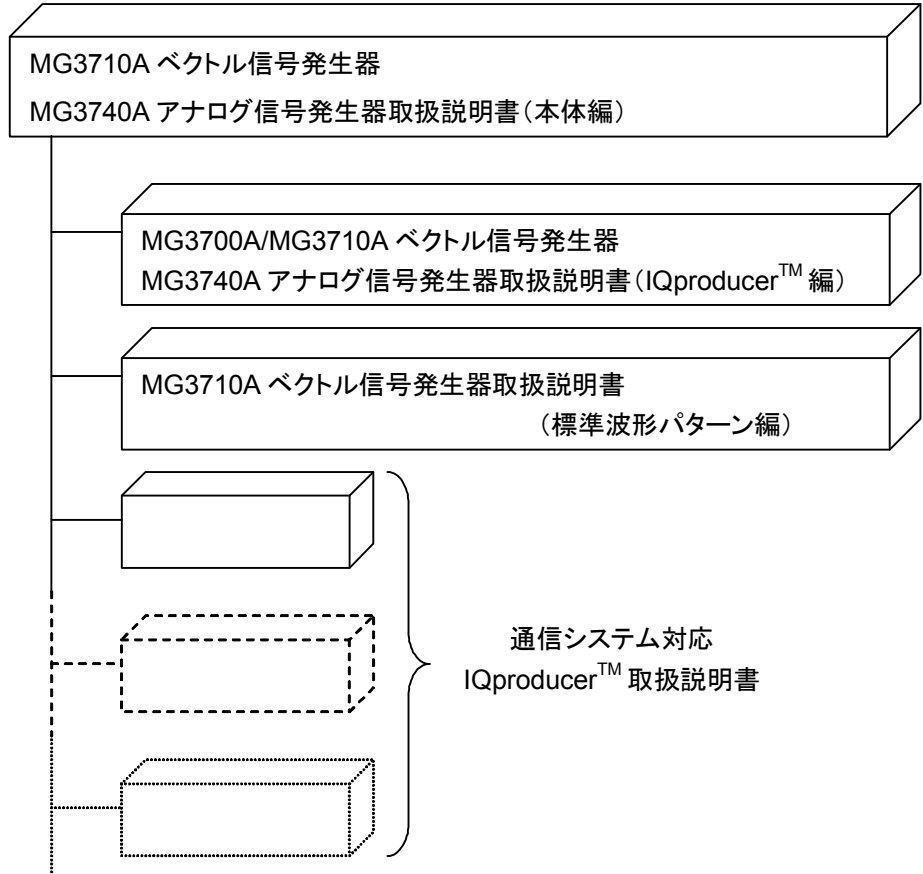 MG3710A ベクトル信号発生器
MG3740A アナログ信号発生器取扱説明書（本体編）
MG3700A/MG3710A ベクトル信号発生器
MG3740A アナログ信号発生器取扱説明書（IQproducer™ 編）
MG3710A ベクトル信号発生器取扱説明書
（標準波形パターン編）
通信システム対応
IQproducer™ 取扱説明書